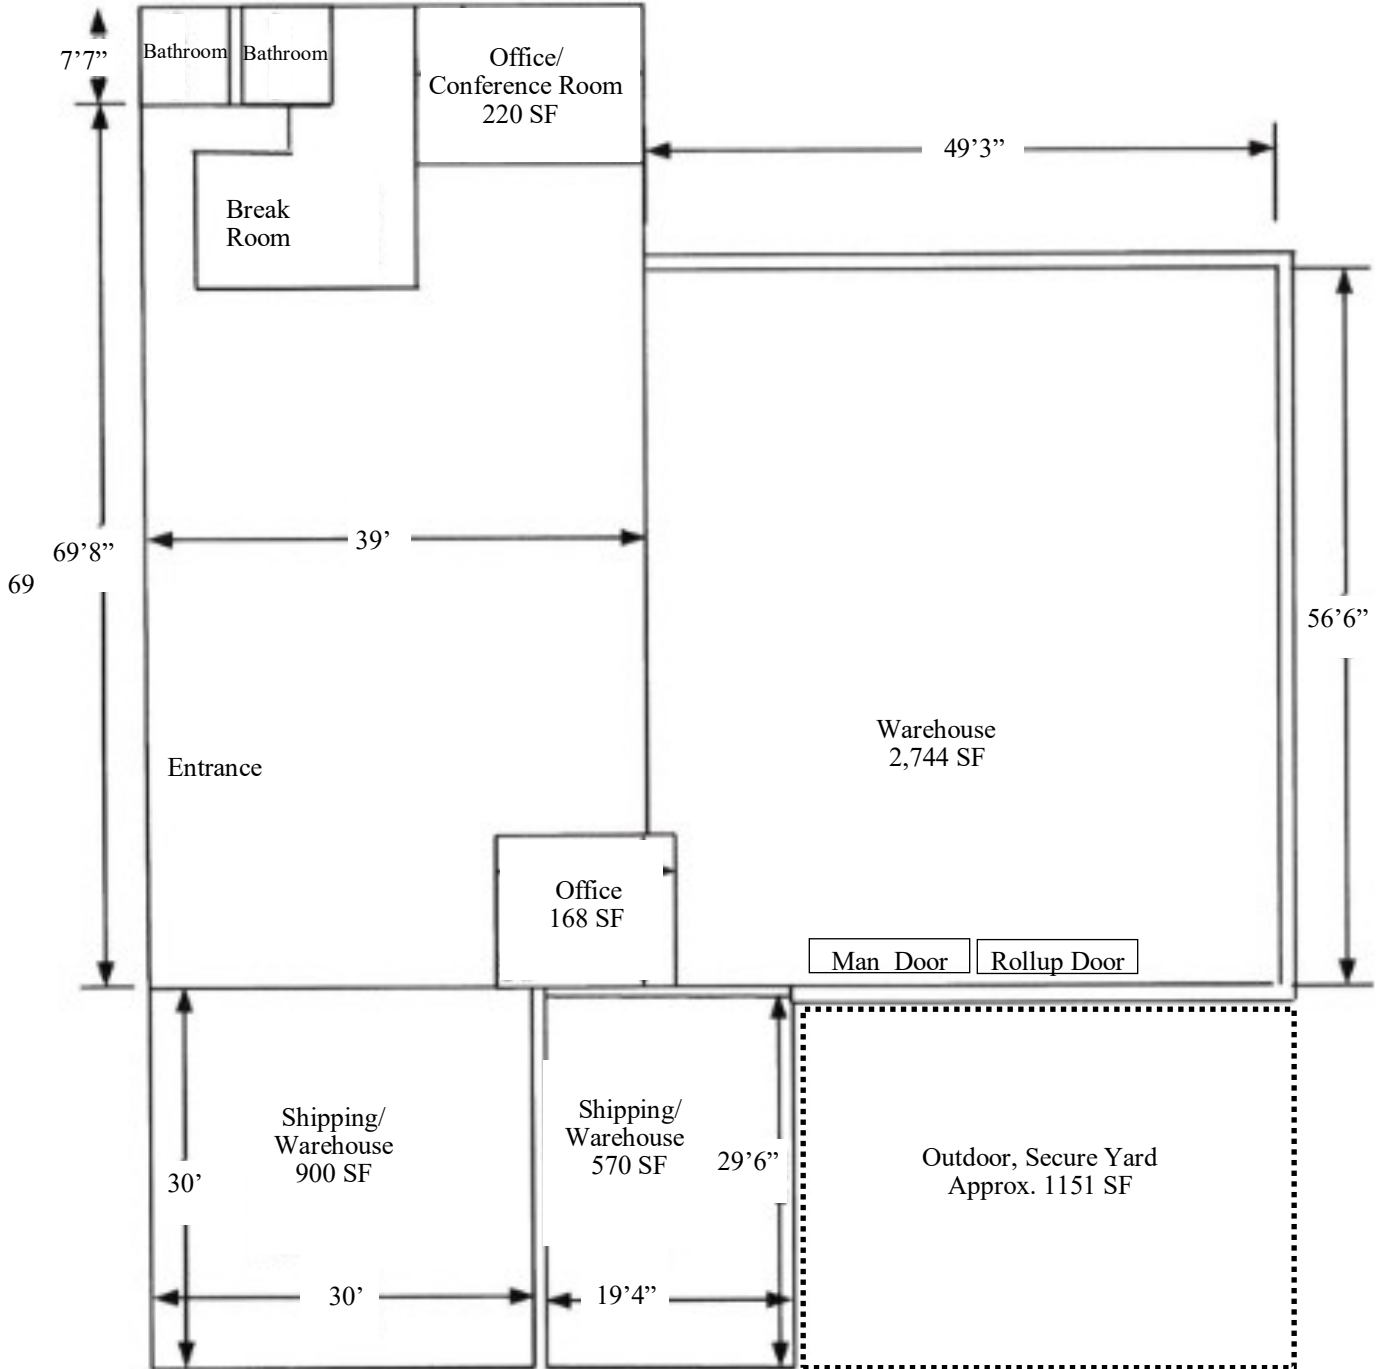 7’7”
Bathroom
Bathroom
Office/
Conference Room
220 SF
49’3”
Break
Room
39’
69’8”
69
56’6”
Warehouse
2,744 SF
Entrance
Office
168 SF
Man Door
Rollup Door
Shipping/
Warehouse
900 SF
30’
30’
Shipping/
Warehouse
570 SF
29’6”
19’4”
Outdoor, Secure Yard
Approx. 1151 SF